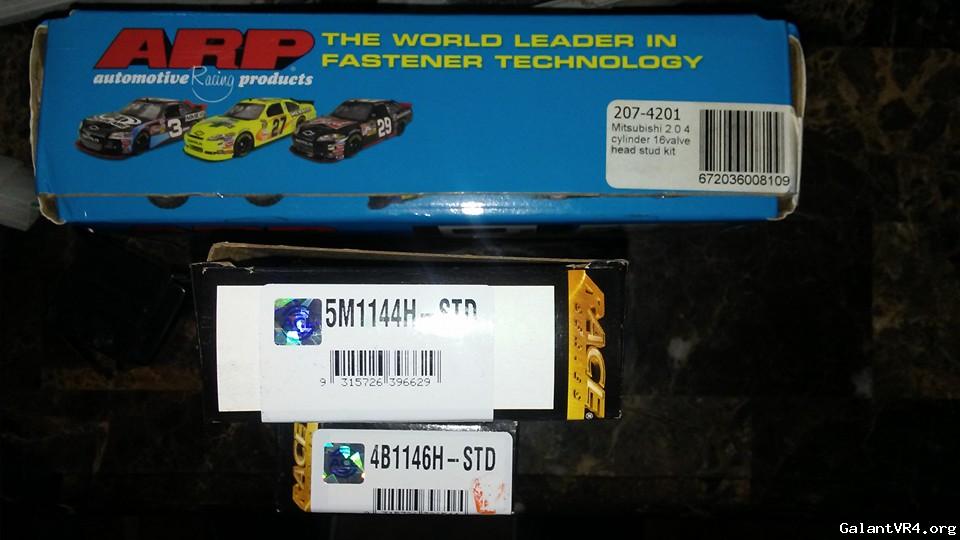 ARP
automotive Racing products
THE WORLD LEADER IN
FASTENER TECHNOLOGY
3
27
29
207-4201
Mitsubishi 2.0 4
cylinder 16valve
head stud kit
672036008109
5M1144H-STD
9 315726 396629
RACE
SERIES
4B1146H-STD
RACE
GalantVR4.org